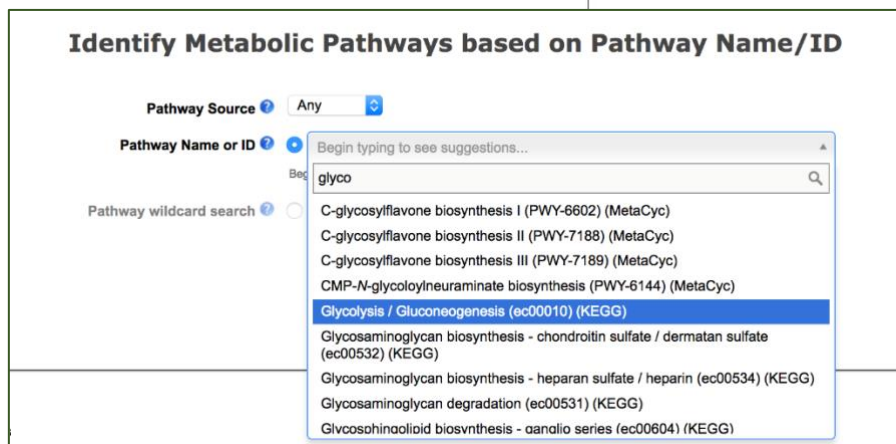 Identify Metabolic Pathways based on Pathway Name/ID
Pathway Source Any
Pathway Name or ID Begin typing to see suggestions...
Beg glyco
Pathway wildcard search
C-glycosylflavone biosynthesis I (PWY-6602) (MetaCyc)
C-glycosylflavone biosynthesis II (PWY-7188) (MetaCyc)
C-glycosylflavone biosynthesis III (PWY-7189) (MetaCyc)
CMP-N-glycoloylneuraminate biosynthesis (PWY-6144) (MetaCyc)
Glycolysis / Gluconeogenesis (ec00010) (KEGG)
Glycosaminoglycan biosynthesis - chondroitin sulfate / dermatan sulfate
(ec00532) (KEGG)
Glycosaminoglycan biosynthesis - heparan sulfate / heparin (ec00534) (KEGG)
Glycosaminoglycan degradation (ec00531) (KEGG)
Glycosphingolipid biosynthesis - ganglio series (ec00604) (KEGG)